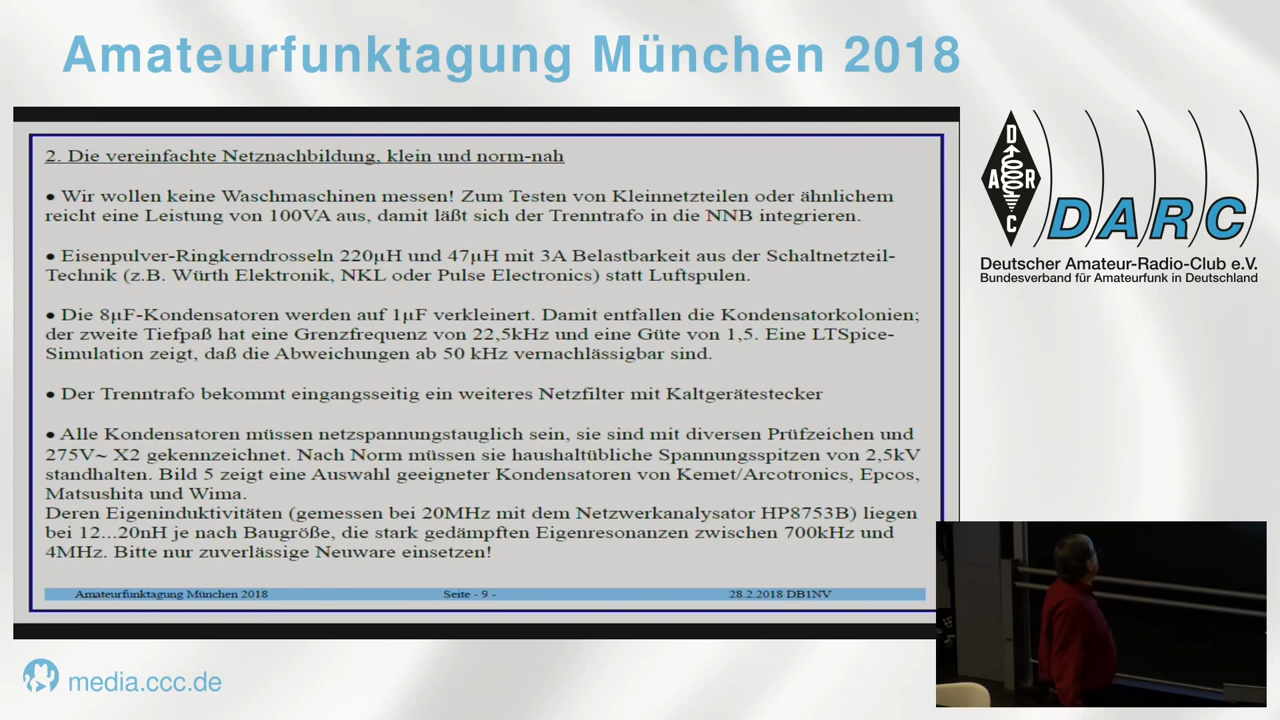 Amateurfunktagung München 2018
2. Die vereinfachte Netznachbildung, klein und norm-nah
● Wir wollen keine Waschmaschinen messen! Zum Testen von Kleinnetzteilen oder ähnlichem
reicht eine Leistung von 100VA aus, damit läßt sich der Trenntrafo in die NNB integrieren.
● Eisenpulver-Ringkerndrosseln 220µH und 47µH mit 3A Belastbarkeit aus der Schaltnetzteil-
Technik (z.B. Würth Elektronik, NKL oder Pulse Electronics) statt Luftspulen.
● Die 8µF-Kondensatoren werden auf 1µF verkleinert. Damit entfallen die Kondensatorkolonien;
der zweite Tiefpaß hat eine Grenzfrequenz von 22,5kHz und eine Güte von 1,5. Eine LTSpice-
Simulation zeigt, daß die Abweichungen ab 50 kHz vernachlässigbar sind.
● Der Trenntrafo bekommt eingangsseitig ein weiteres Netzfilter mit Kaltgerätestecker
● Alle Kondensatoren müssen netzspannungstauglich sein, sie sind mit diversen Prüfzeichen und
275V~ X2 gekennzeichnet. Nach Norm müssen sie haushaltübliche Spannungsspitzen von 2,5kV
standhalten. Bild 5 zeigt eine Auswahl geeigneter Kondensatoren von Kemet/Arcotronics, Epcos,
Matsushita und Wima.
Deren Eigeninduktivitäten (gemessen bei 20MHz mit dem Netzwerkanalysator HP8753B) liegen
bei 12...20nH je nach Baugröße, die stark gedämpften Eigenresonanzen zwischen 700kHz und
4MHz. Bitte nur zuverlässige Neuware einsetzen!
Amateurfunktagung München 2018 Seite - 9 - 28.2.2018 DB1NV
D
A R
C
DARC
Deutscher Amateur-Radio-Club e.V.
Bundesverband für Amateurfunk in Deutschland
media.ccc.de